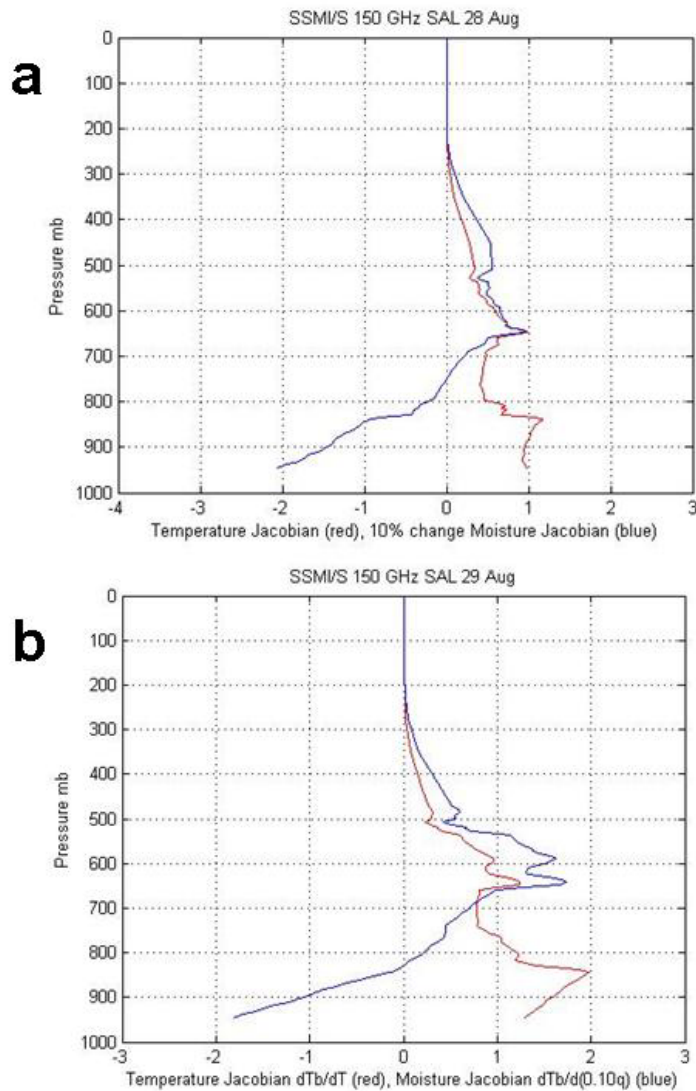 a
SSMI/S 150 GHz SAL 28 Aug
0
100
200
300
400
500
600
700
800
900
1000
Pressure mb
-4 -3 -2 -1 0 1 2 3
Temperature Jacobian (red), 10% change Moisture Jacobian (blue)
b
SSMI/S 150 GHz SAL 29 Aug
0
100
200
300
400
500
600
700
800
900
1000
Pressure mb
-3 -2 -1 0 1 2 3
Temperature Jacobian dTb/dT (red), Moisture Jacobian dTb/d(0.10q) (blue)